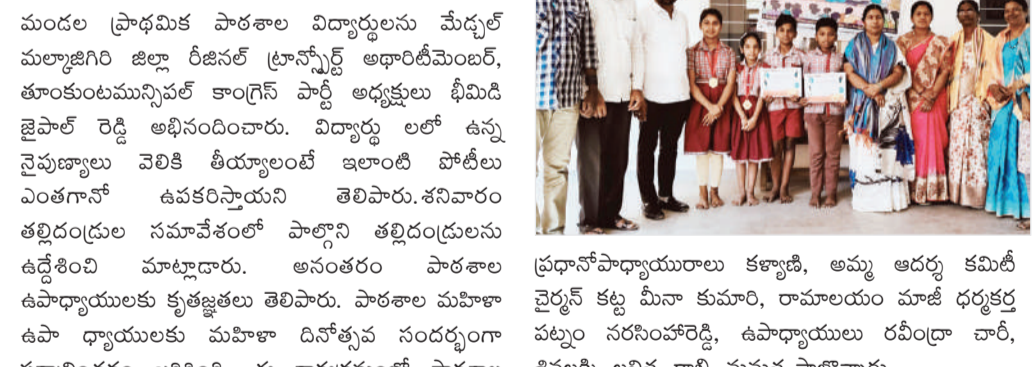 మండల ప్రాథమిక పాఠశాల విద్యార్థులను మేడ్చల్
మల్కాజిగిరి జిల్లా రీజినల్ ట్రాన్స్పోర్ట్ అథారిటీమెంబర్,
తూంకుంటమున్సిపల్ కాంగ్రెస్ పార్టీ అధ్యక్షులు భీమిడి
జైపాల్ రెడ్డి అభినందించారు. విద్యార్థు లలో ఉన్న
నైపుణ్యాలు వెలికి తీయ్యాలంటే ఇలాంటి పోటీలు
ఎంతగానో ఉపకరిస్తాయని తెలిపారు.శనివారం
తల్లిదండ్రుల సమావేశంలో పాల్గొని తల్లిదండ్రులను
ఉద్దేశించి మాట్లాడారు. అనంతరం పాఠశాల
ఉపాధ్యాయులకు కృతజ్ఞతలు తెలిపారు. పాఠశాల మహిళా
ఉపా ధ్యాయులకు మహిళా దినోత్సవ సందర్భంగా
ప్రధానోపాధ్యాయురాలు కళ్యాణి, అమ్మ ఆదర్శ కమిటీ
చైర్మన్ కట్ట మీనా కుమారి, రామాలయం మాజీ ధర్మకర్త
పట్నం నరసింహారెడ్డి, ఉపాధ్యాయులు రవీంద్రా చారీ,